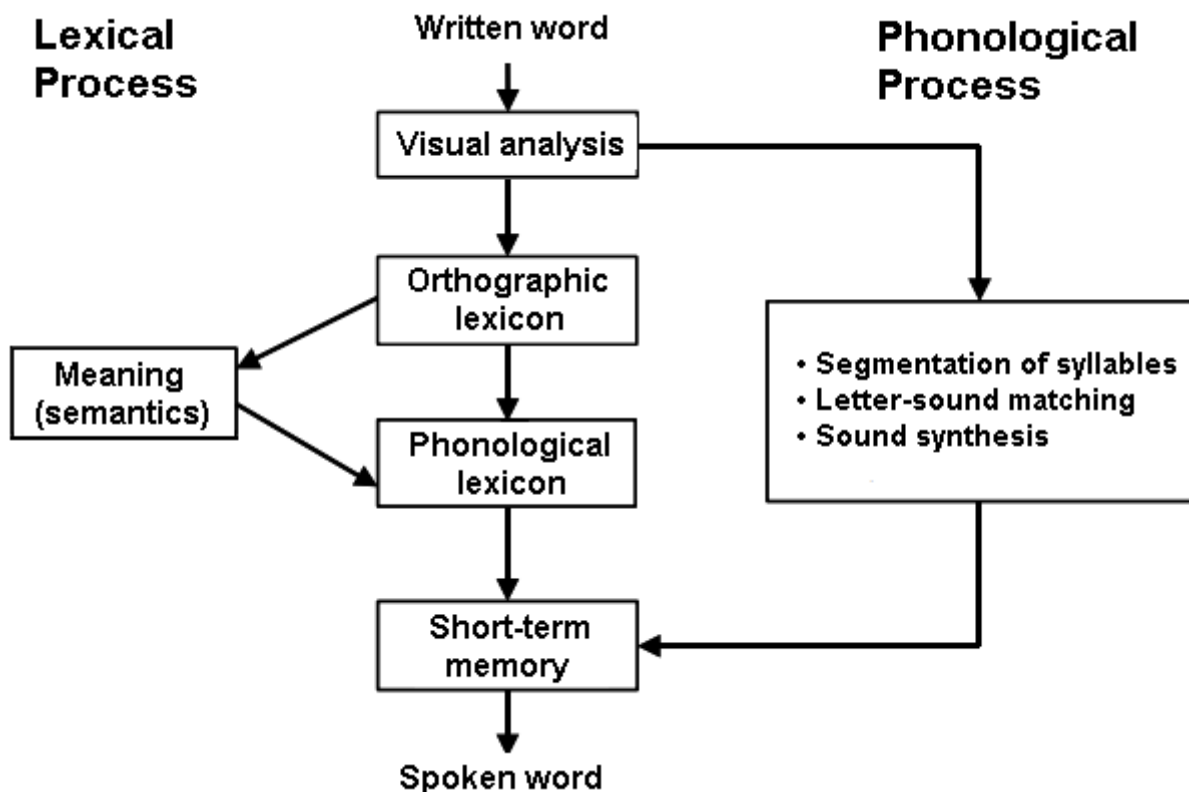 Lexical
Process
Written word
Phonological
Process
Visual analysis
Orthographic
lexicon
Meaning
(semantics)
• Segmentation of syllables
• Letter-sound matching
• Sound synthesis
Phonological
lexicon
Short-term
memory
Spoken word